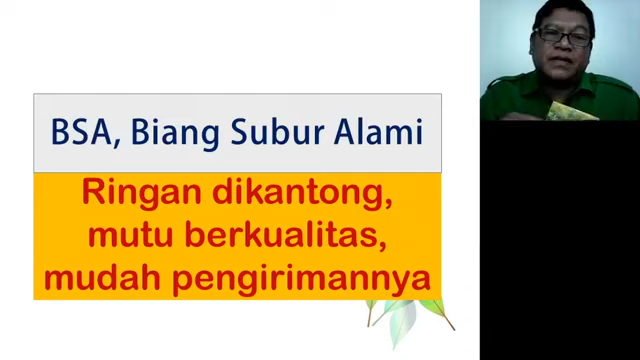 BSA, Biang Subur Alami
Ringan dikantong,
mutu berkualitas,
mudah pengirimannya